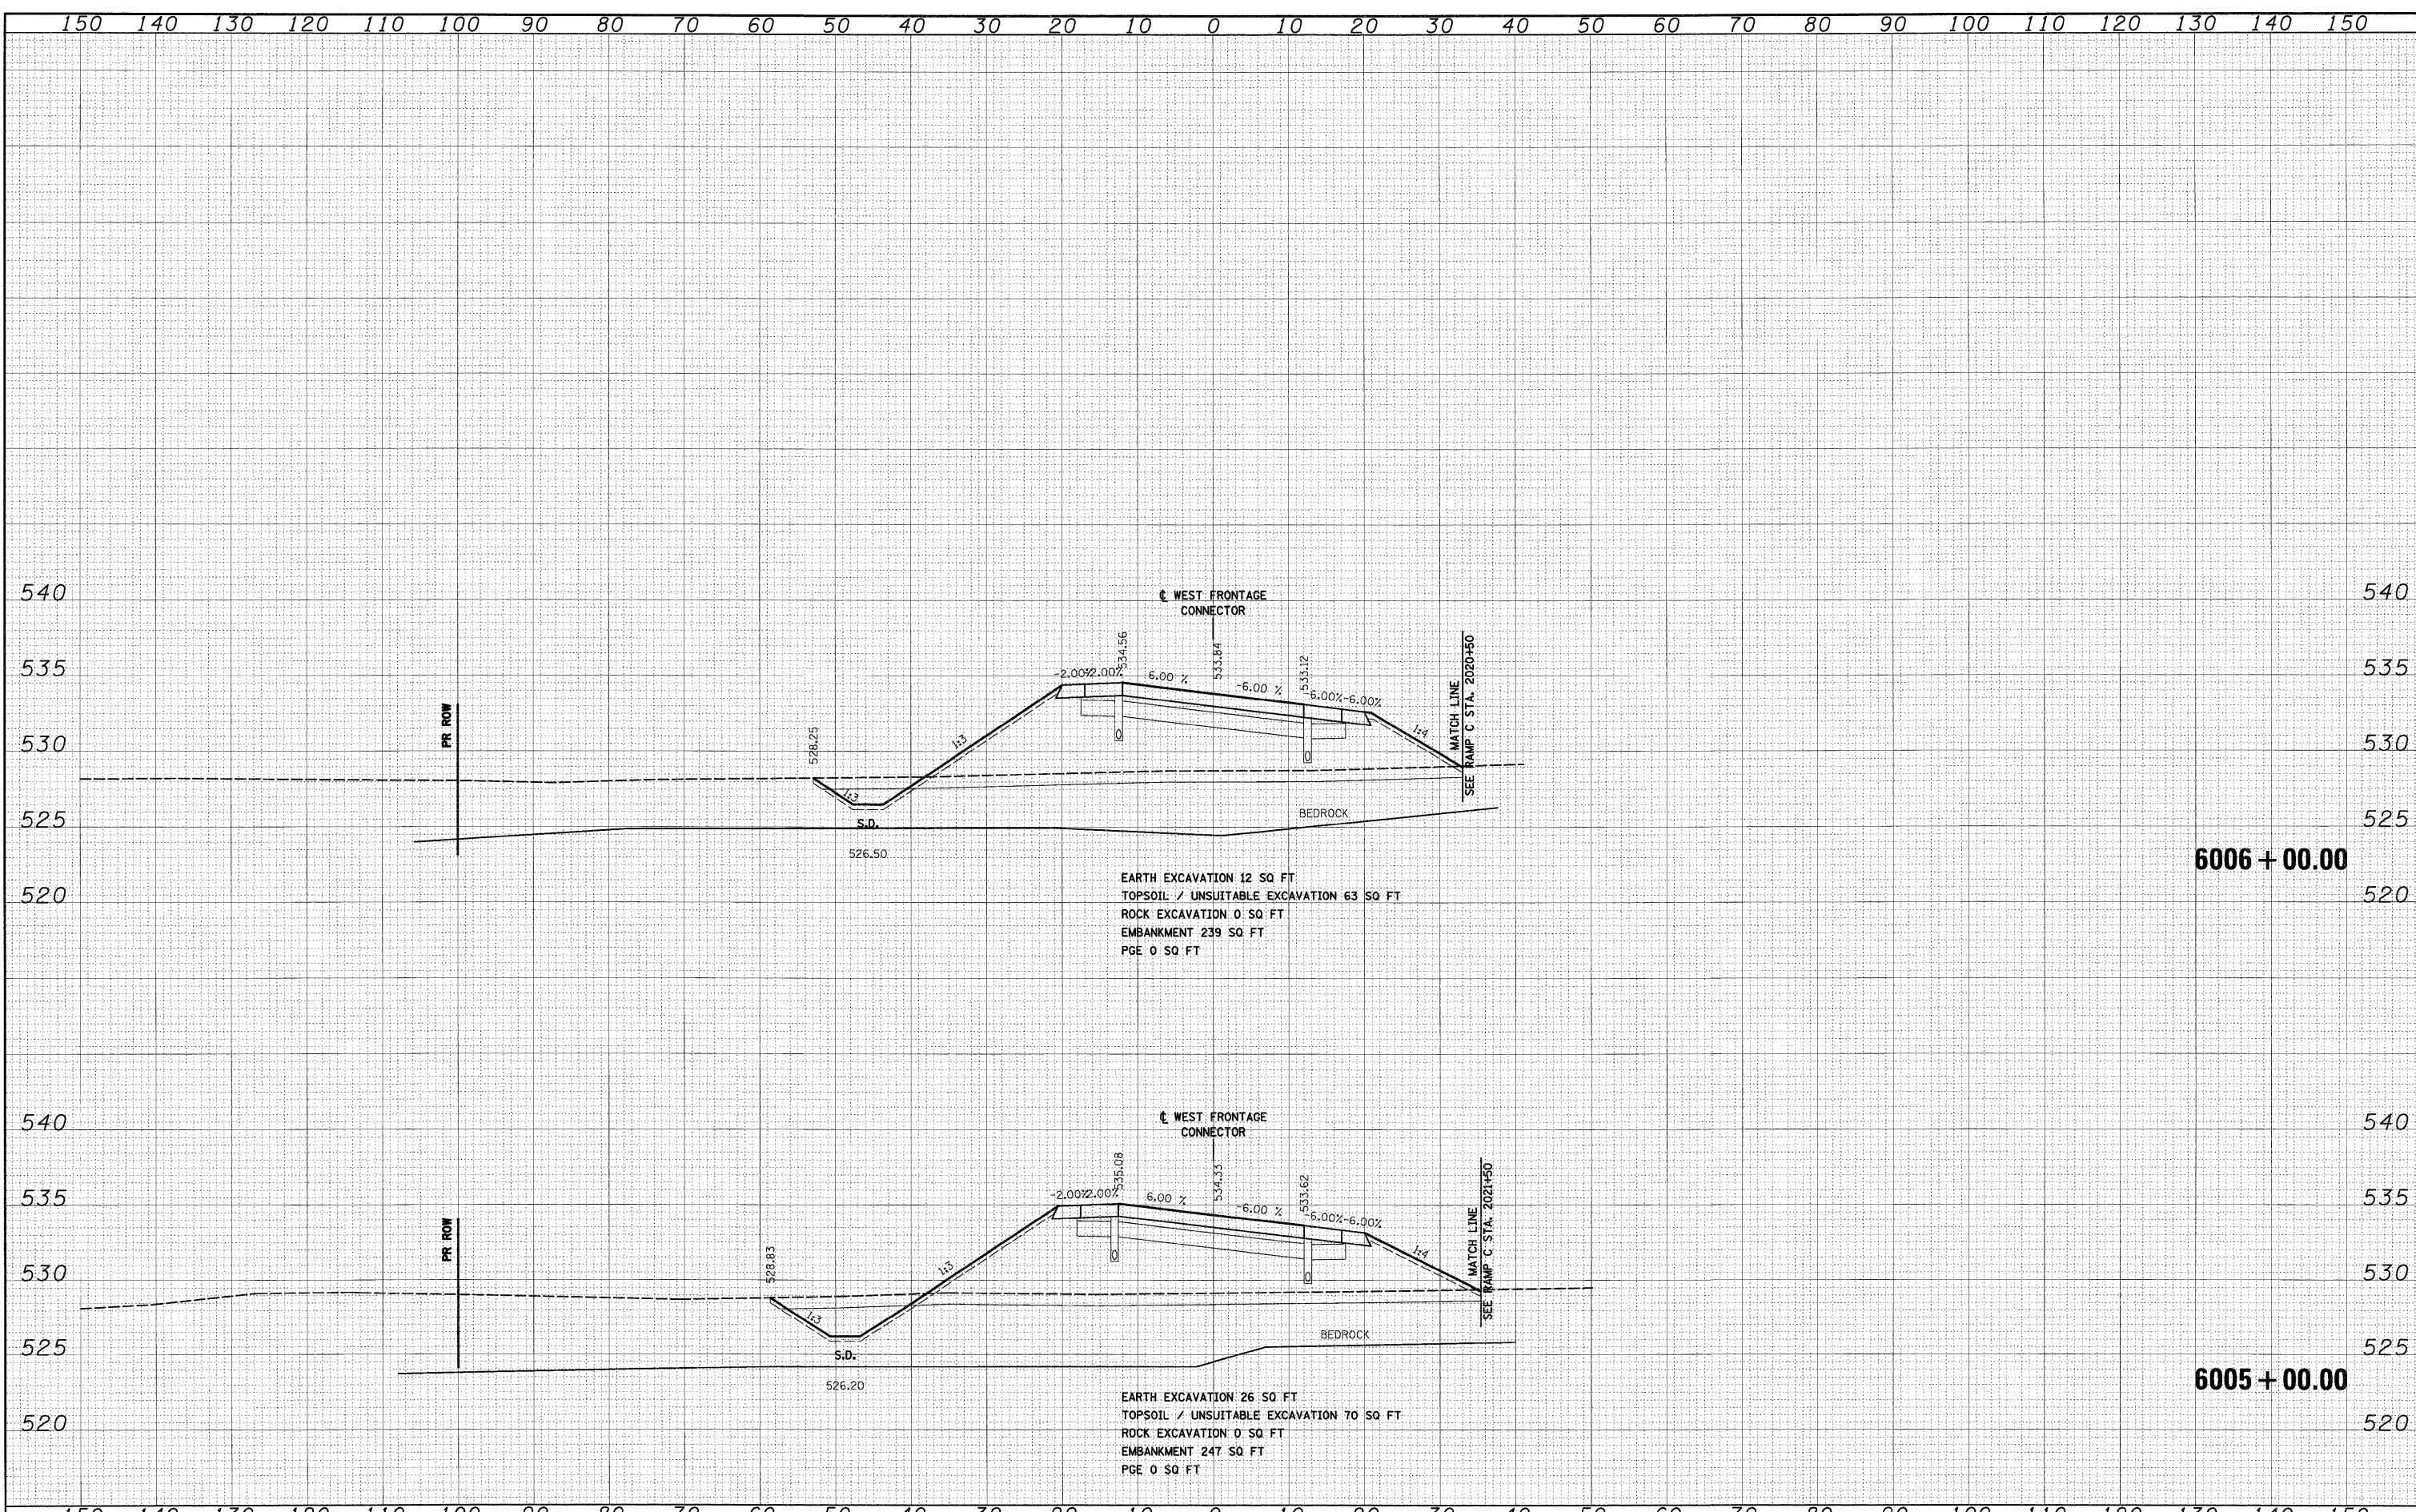 150 140 130 120 110 100 90 80 70 60 50 40 30 20 10 0 10 20 30 40 50 60 70 80 90 100 110 120 130 140 150
540 540
℄ WEST FRONTAGE
CONNECTOR
535 535
-2.00% 2.00% 534.56 6.00 % 533.84 -6.00 % 533.12 -6.00% -6.00%
PR ROW
528.25
1:3
1:3
1:4
MATCH LINE
SEE RAMP C STA. 2020+50
530 530
BEDROCK
525 525
S.D.
526.50
6006+00.00
EARTH EXCAVATION 12 SQ FT
TOPSOIL / UNSUITABLE EXCAVATION 63 SQ FT
ROCK EXCAVATION 0 SQ FT
EMBANKMENT 239 SQ FT
PGE 0 SQ FT
520 520
540 540
℄ WEST FRONTAGE
CONNECTOR
535 535
-2.00% 2.00% 535.08 6.00 % 534.33 -6.00 % 533.62 -6.00% -6.00%
PR ROW
528.83
1:3
1:3
1:4
MATCH LINE
SEE RAMP C STA. 2021+50
530 530
BEDROCK
525 525
S.D.
526.20
6005+00.00
EARTH EXCAVATION 26 SQ FT
TOPSOIL / UNSUITABLE EXCAVATION 70 SQ FT
ROCK EXCAVATION 0 SQ FT
EMBANKMENT 247 SQ FT
PGE 0 SQ FT
520 520